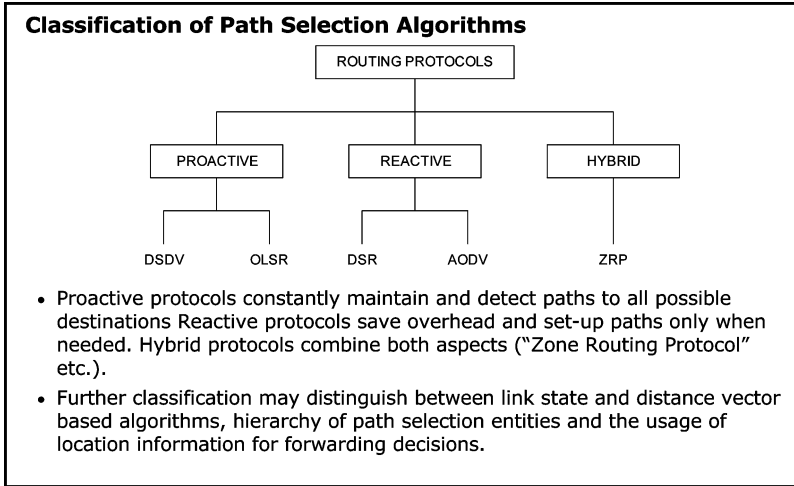 Classification of Path Selection Algorithms
ROUTING PROTOCOLS
PROACTIVE
REACTIVE
HYBRID
DSDV
OLSR
DSR
AODV
ZRP
• Proactive protocols constantly maintain and detect paths to all possible
destinations Reactive protocols save overhead and set-up paths only when
needed. Hybrid protocols combine both aspects (“Zone Routing Protocol”
etc.).
• Further classification may distinguish between link state and distance vector
based algorithms, hierarchy of path selection entities and the usage of
location information for forwarding decisions.